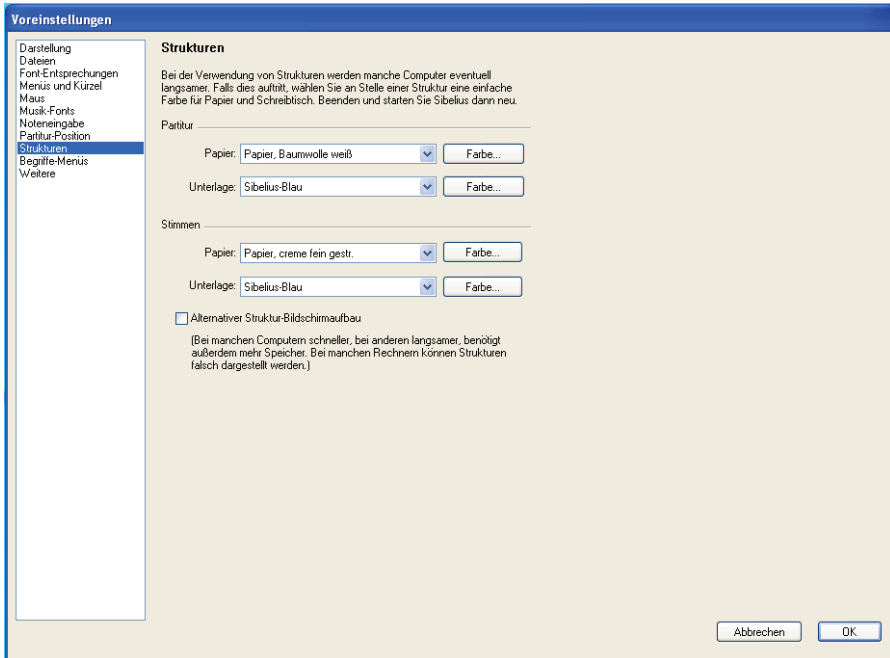 Voreinstellungen
Darstellung
Dateien
Font-Entsprechungen
Menüs und Kürzel
Maus
Musik-Fonts
Noteneingabe
Partitur-Position
Strukturen
Begriffe-Menüs
Weitere
Strukturen
Bei der Verwendung von Strukturen werden manche Computer eventuell
langsamer. Falls dies auftritt, wählen Sie an Stelle einer Struktur eine einfache
Farbe für Papier und Schreibtisch. Beenden und starten Sie Sibelius dann neu.
Partitur
Papier: Papier, Baumwolle weiß Farbe...
Unterlage: Sibelius-Blau Farbe...
Stimmen
Papier: Papier, creme fein gestr. Farbe...
Unterlage: Sibelius-Blau Farbe...
Alternativer Struktur-Bildschirmaufbau
(Bei manchen Computern schneller, bei anderen langsamer, benötigt
außerdem mehr Speicher. Bei manchen Rechnern können Strukturen
falsch dargestellt werden.)
Abbrechen OK